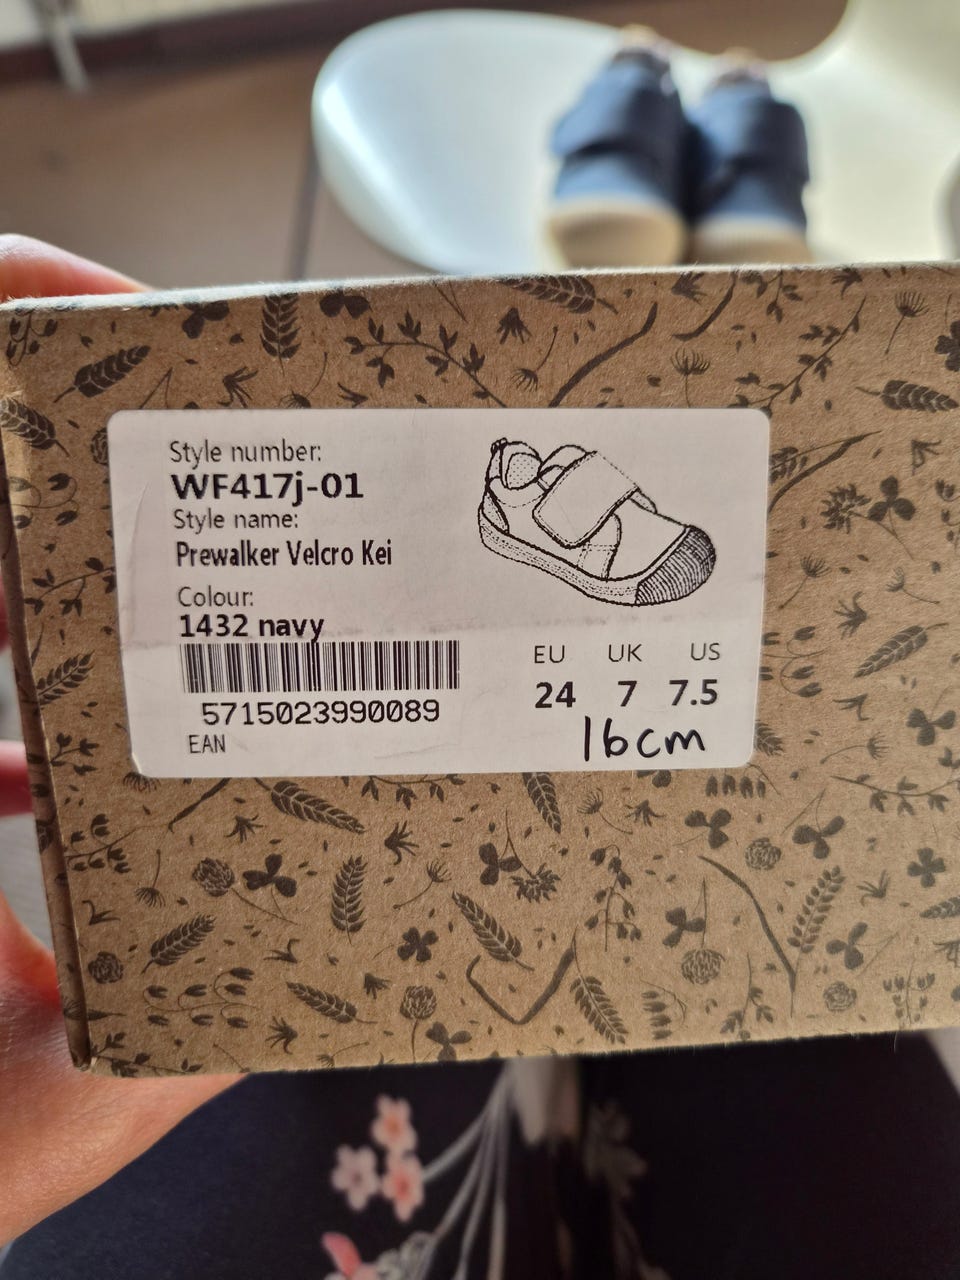 Style number:
WF417j-01
Style name:
Prewalker Velcro Kei
Colour:
1432 navy
5715023990089
EAN
EU UK US
24 7 7.5
16cm